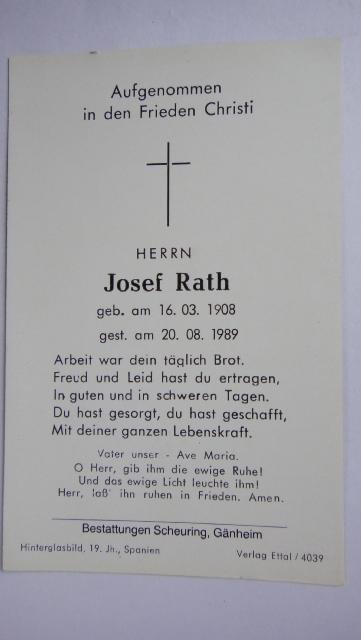 Aufgenommen
in den Frieden Christi
HERRN
Josef Rath
geb. am 16. 03. 1908
gest. am 20. 08. 1989
Arbeit war dein täglich Brot.
Freud und Leid hast du ertragen,
In guten und in schweren Tagen.
Du hast gesorgt, du hast geschafft,
Mit deiner ganzen Lebenskraft.
Vater unser - Ave Maria.
O Herr, gib ihm die ewige Ruhe!
Und das ewige Licht leuchte ihm!
Herr, laß' ihn ruhen in Frieden. Amen.
Bestattungen Scheuring, Gänheim
Hinterglasbild, 19. Jh., Spanien
Verlag Ettal / 4039